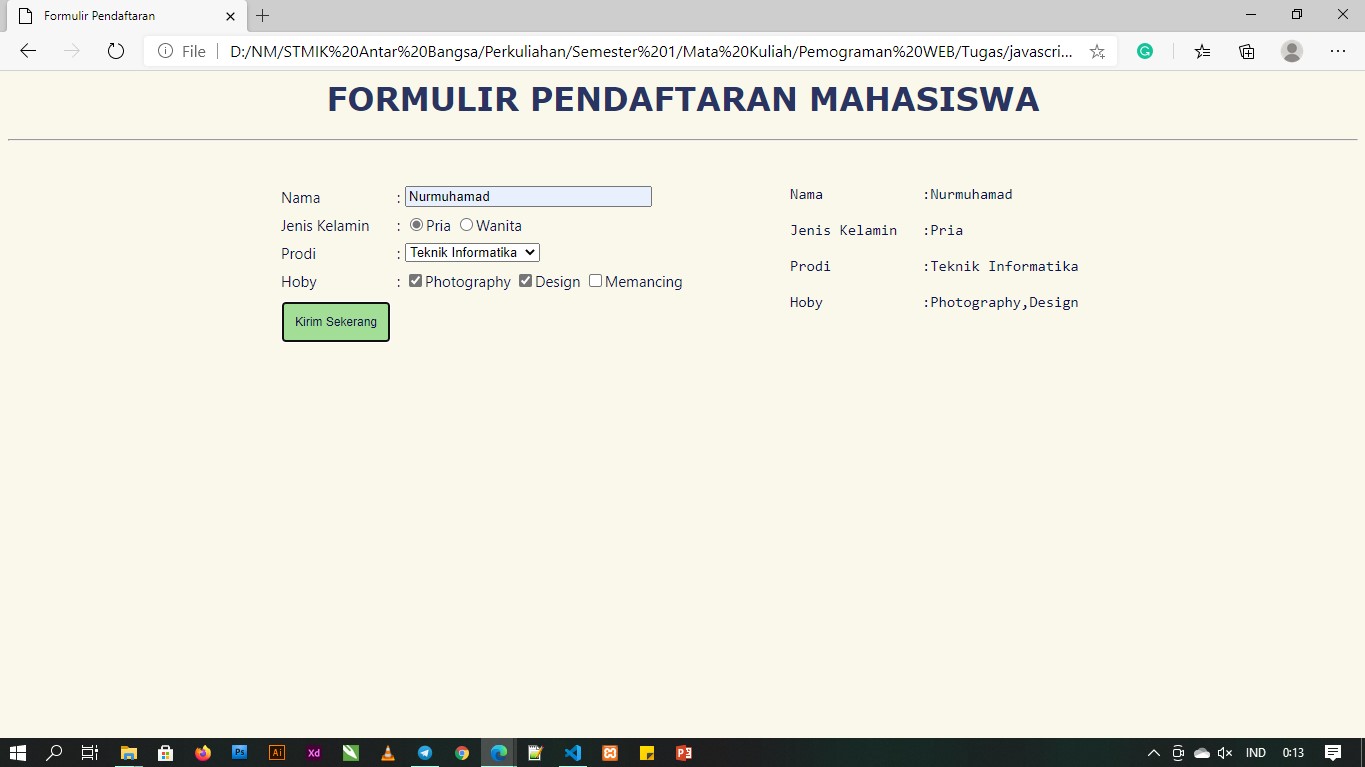 Formulir Pendaftaran
File D:/NM/STMIK%20Antar%20Bangsa/Perkuliahan/Semester%201/Mata%20Kuliah/Pemograman%20WEB/Tugas/javascri...
FORMULIR PENDAFTARAN MAHASISWA
Nama : Nurmuhamad
Jenis Kelamin : Pria Wanita
Prodi : Teknik Informatika
Hoby : Photography Design Memancing
Kirim Sekerang
Nama :Nurmuhamad
Jenis Kelamin :Pria
Prodi :Teknik Informatika
Hoby :Photography,Design
Ps Ai Xd
IND 0:13